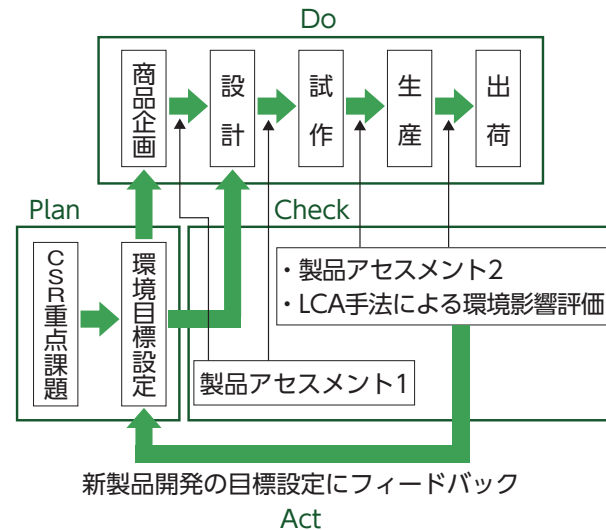 Do
商品企画
設計
試作
生産
出荷
Plan
Check
CSR重点課題
環境目標設定
・製品アセスメント2
・LCA手法による環境影響評価
製品アセスメント1
新製品開発の目標設定にフィードバック
Act